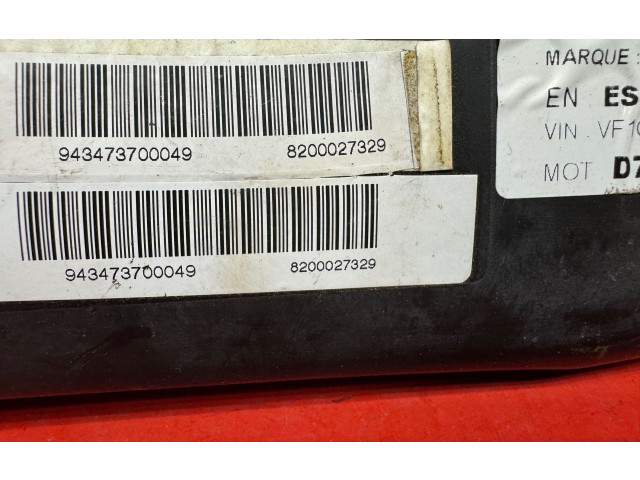 943473700049 8200027329
943473700049 8200027329
MARQUE :
EN : ES
VIN : VF1
MOT D7